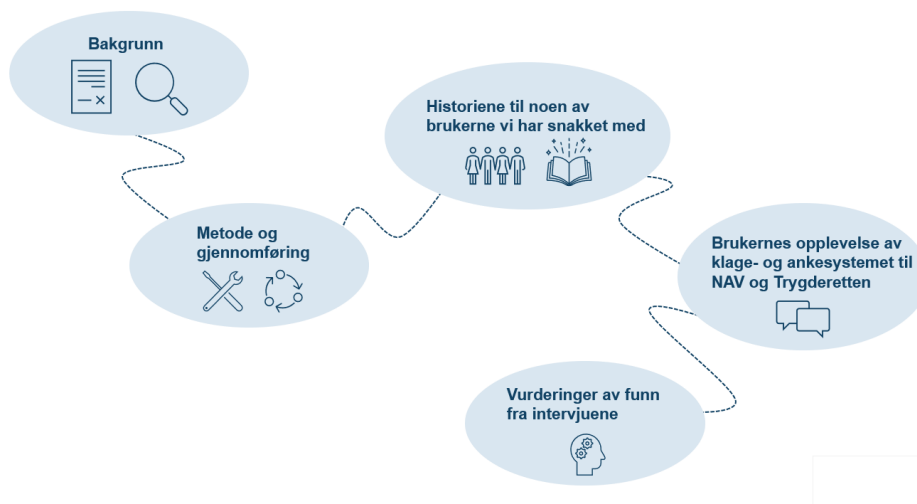 Bakgrunn
Metode og
gjennomføring
Historiene til noen av
brukerne vi har snakket med
Brukernes opplevelse av
klage- og ankesystemet til
NAV og Trygderetten
Vurderinger av funn
fra intervjuene